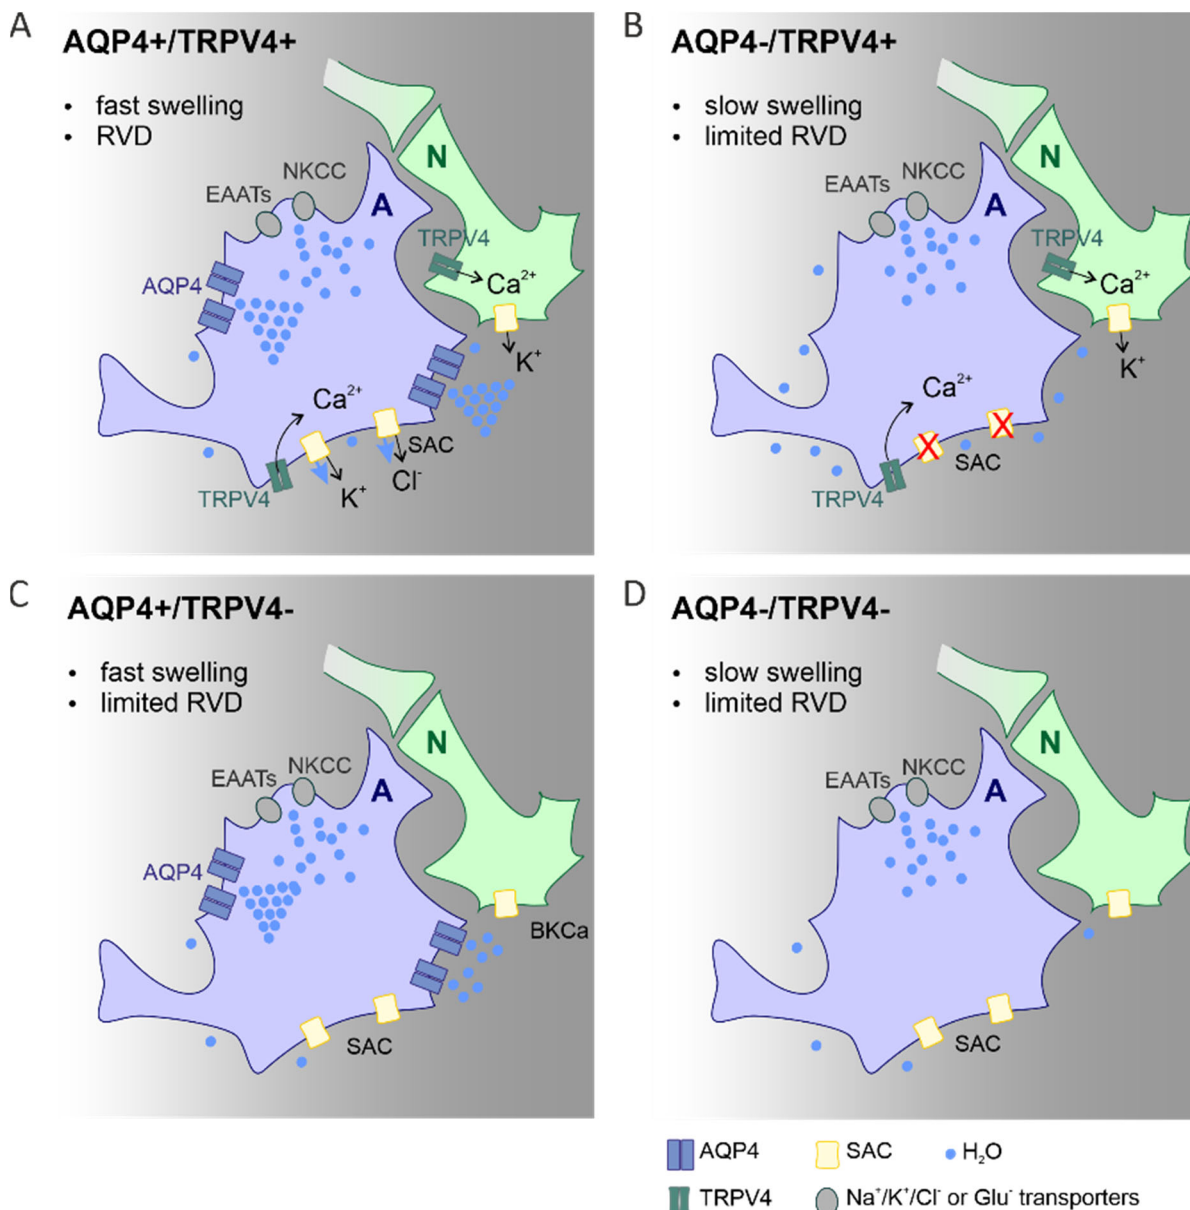 A
AQP4+/TRPV4+
• fast swelling
• RVD
N
NKCC
EAATs
A
TRPV4
Ca²⁺
AQP4
K⁺
Ca²⁺
SAC
Cl⁻
K⁺
TRPV4
B
AQP4-/TRPV4+
• slow swelling
• limited RVD
N
NKCC
EAATs
A
TRPV4
Ca²⁺
K⁺
Ca²⁺
X
X
SAC
TRPV4
C
AQP4+/TRPV4-
• fast swelling
• limited RVD
N
NKCC
EAATs
A
AQP4
BKCa
SAC
D
AQP4-/TRPV4-
• slow swelling
• limited RVD
N
NKCC
EAATs
A
SAC
AQP4 SAC H₂O
TRPV4 Na⁺/K⁺/Cl⁻ or Glu⁻ transporters